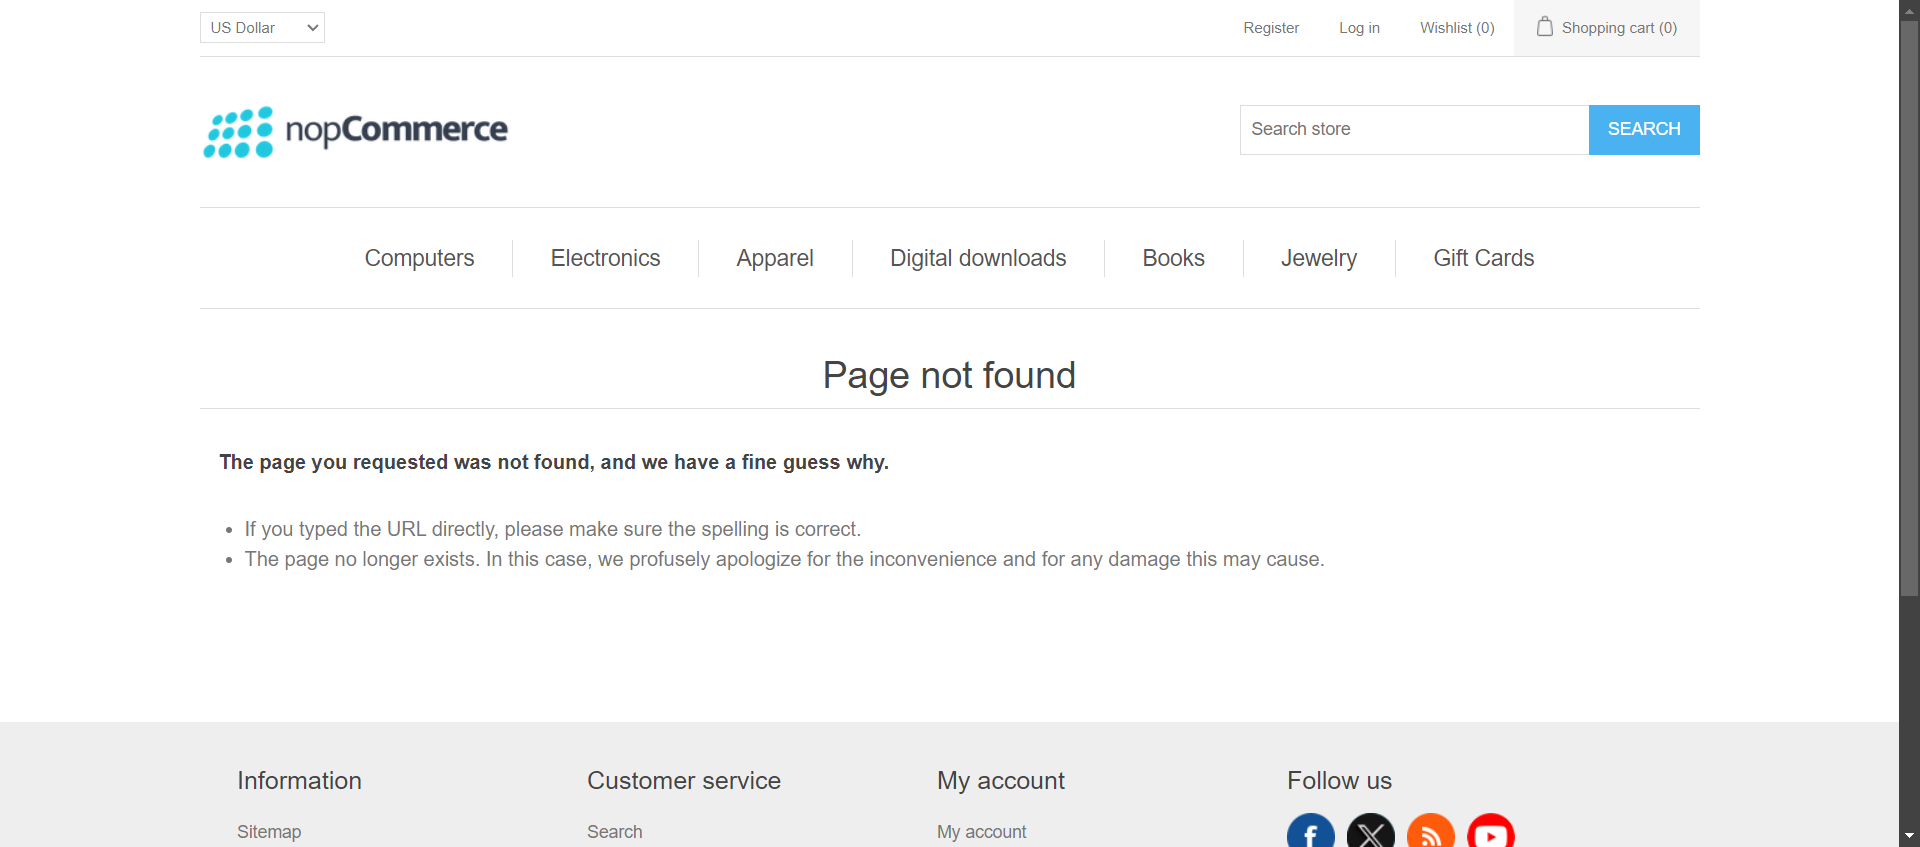 US Dollar
Register
Log in
Wishlist (0)
Shopping cart (0)
nopCommerce
Search store
SEARCH
Computers
Electronics
Apparel
Digital downloads
Books
Jewelry
Gift Cards
Page not found
The page you requested was not found, and we have a fine guess why.
If you typed the URL directly, please make sure the spelling is correct.
The page no longer exists. In this case, we profusely apologize for the inconvenience and for any damage this may cause.
Information
Customer service
My account
Follow us
Sitemap
Search
My account